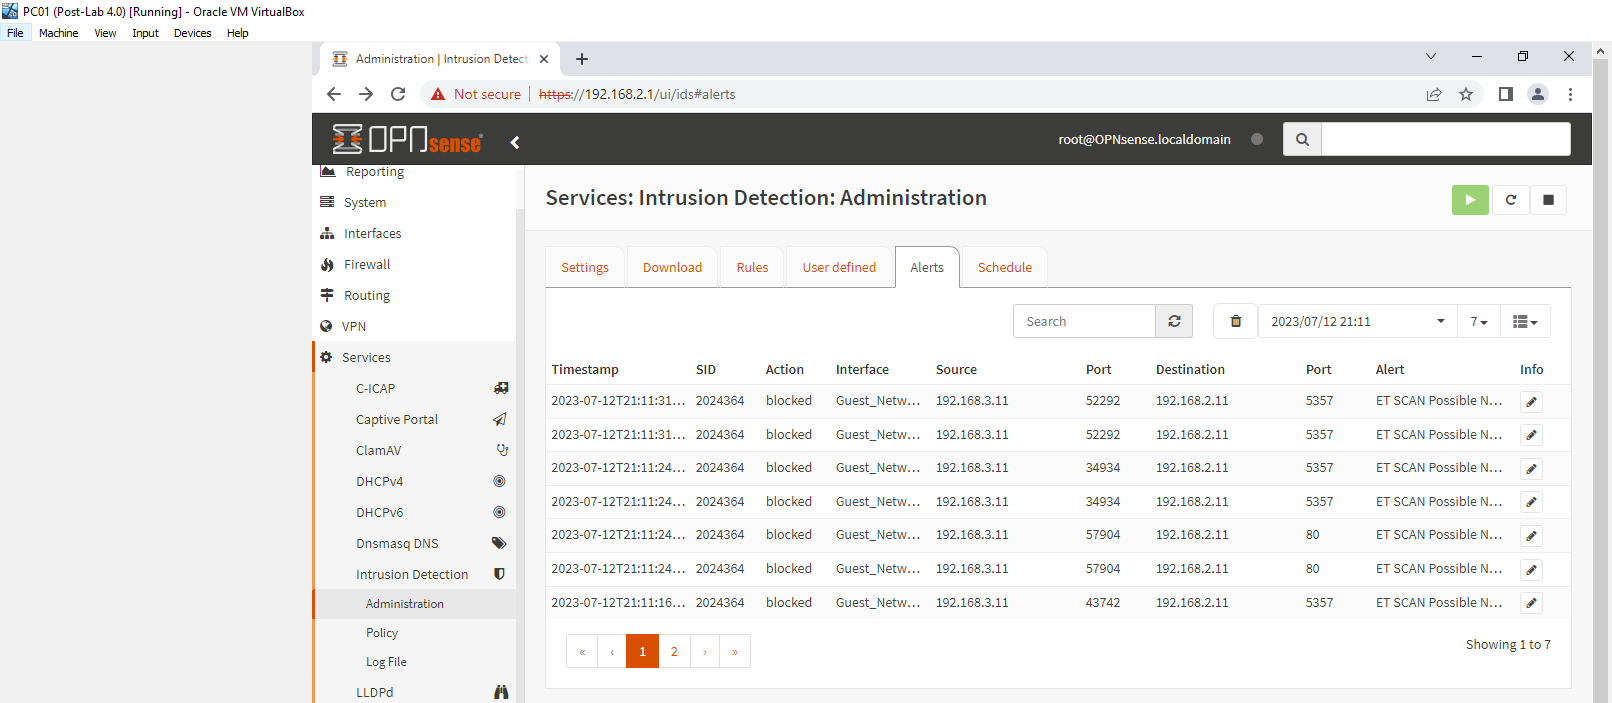 PC01 (Post-Lab 4.0) [Running] - Oracle VM VirtualBox
File Machine View Input Devices Help
Administration | Intrusion Detect
Not secure https://192.168.2.1/ui/ids#alerts
OPNsense
root@OPNsense.localdomain
Reporting
System
Interfaces
Firewall
Routing
VPN
Services
C-ICAP
Captive Portal
ClamAV
DHCPv4
DHCPv6
Dnsmasq DNS
Intrusion Detection
Administration
Policy
Log File
LLDPd
Services: Intrusion Detection: Administration
Settings Download Rules User defined Alerts Schedule
Search 2023/07/12 21:11 7
Timestamp SID Action Interface Source Port Destination Port Alert Info
2023-07-12T21:11:31... 2024364 blocked Guest_Netw... 192.168.3.11 52292 192.168.2.11 5357 ET SCAN Possible N...
2023-07-12T21:11:31... 2024364 blocked Guest_Netw... 192.168.3.11 52292 192.168.2.11 5357 ET SCAN Possible N...
2023-07-12T21:11:24... 2024364 blocked Guest_Netw... 192.168.3.11 34934 192.168.2.11 5357 ET SCAN Possible N...
2023-07-12T21:11:24... 2024364 blocked Guest_Netw... 192.168.3.11 34934 192.168.2.11 5357 ET SCAN Possible N...
2023-07-12T21:11:24... 2024364 blocked Guest_Netw... 192.168.3.11 57904 192.168.2.11 80 ET SCAN Possible N...
2023-07-12T21:11:24... 2024364 blocked Guest_Netw... 192.168.3.11 57904 192.168.2.11 80 ET SCAN Possible N...
2023-07-12T21:11:16... 2024364 blocked Guest_Netw... 192.168.3.11 43742 192.168.2.11 5357 ET SCAN Possible N...
« ‹ 1 2 › »
Showing 1 to 7